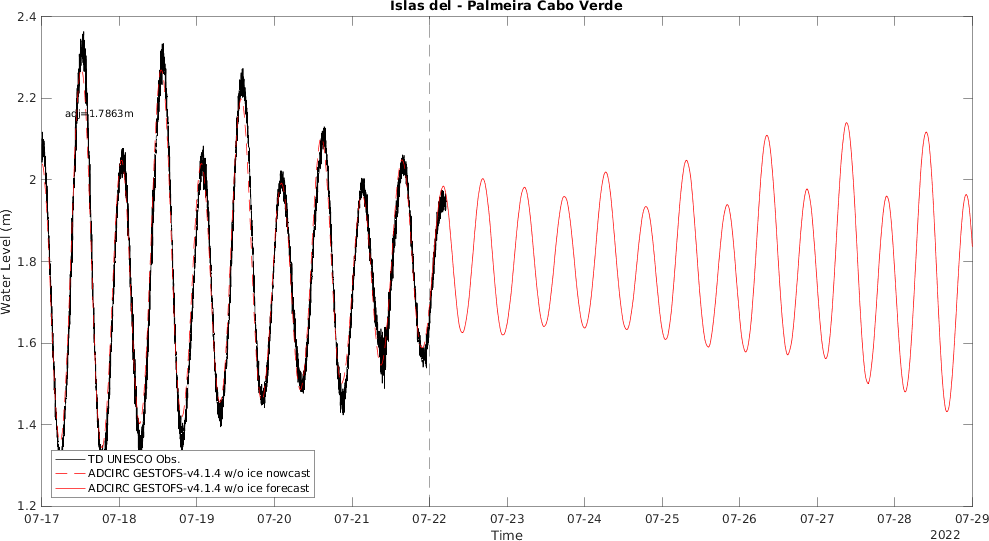 Islas del - Palmeira Cabo Verde
2.4
2.2
2
1.8
1.6
1.4
1.2
Water Level (m)
adj=1.7863m
TD UNESCO Obs.
ADCIRC GESTOFS-v4.1.4 w/o ice nowcast
ADCIRC GESTOFS-v4.1.4 w/o ice forecast
07-17 07-18 07-19 07-20 07-21 07-22 07-23 07-24 07-25 07-26 07-27 07-28 07-29
Time
2022